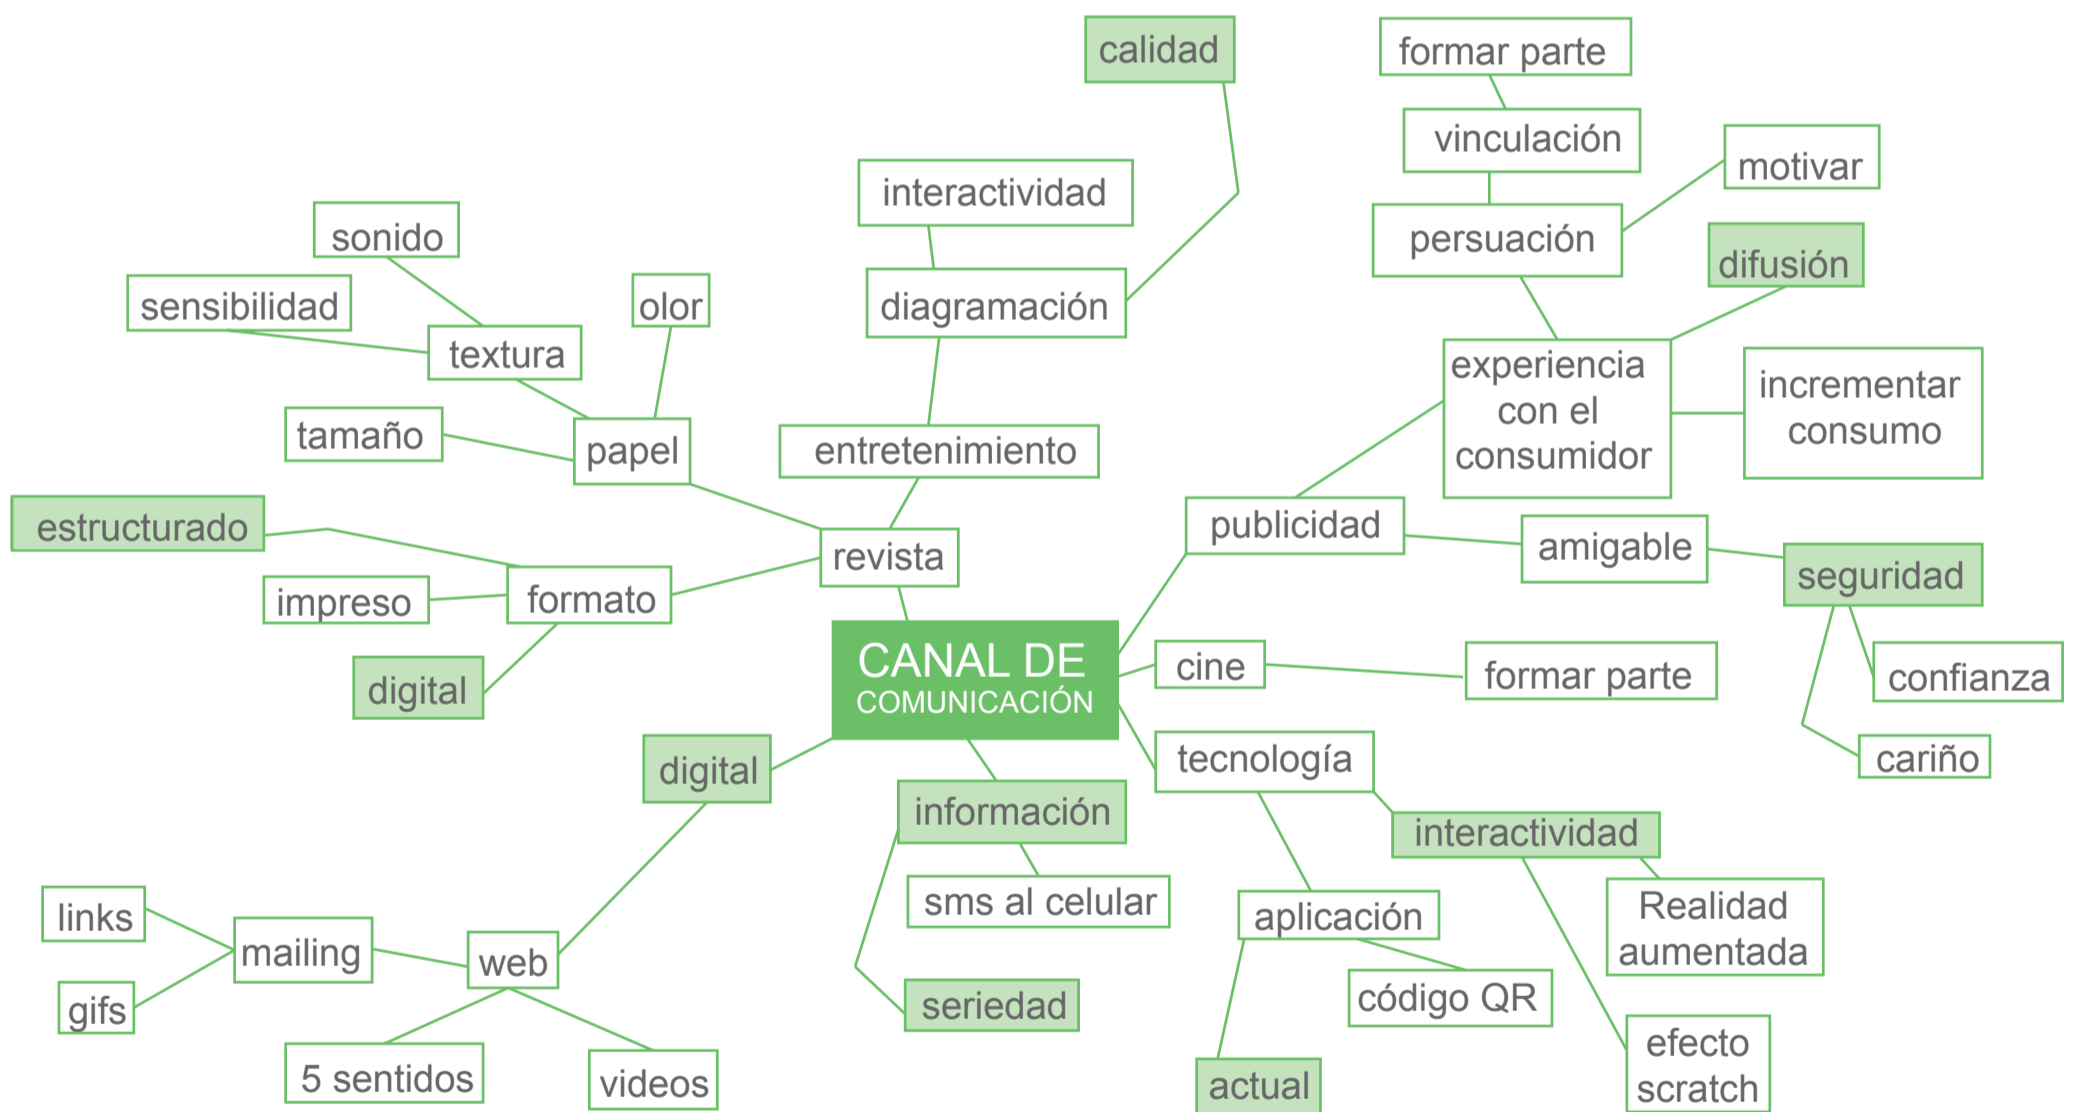 calidad
formar parte
vinculación
motivar
interactividad
sonido
persuación
difusión
sensibilidad
olor
diagramación
textura
experiencia
con el
consumidor
incrementar
consumo
tamaño
papel
entretenimiento
estructurado
revista
publicidad
amigable
seguridad
impreso
formato
CANAL DE
COMUNICACIÓN
cine
formar parte
confianza
digital
digital
tecnología
cariño
información
interactividad
sms al celular
aplicación
Realidad
aumentada
links
mailing
web
gifs
seriedad
código QR
5 sentidos
videos
actual
efecto
scratch